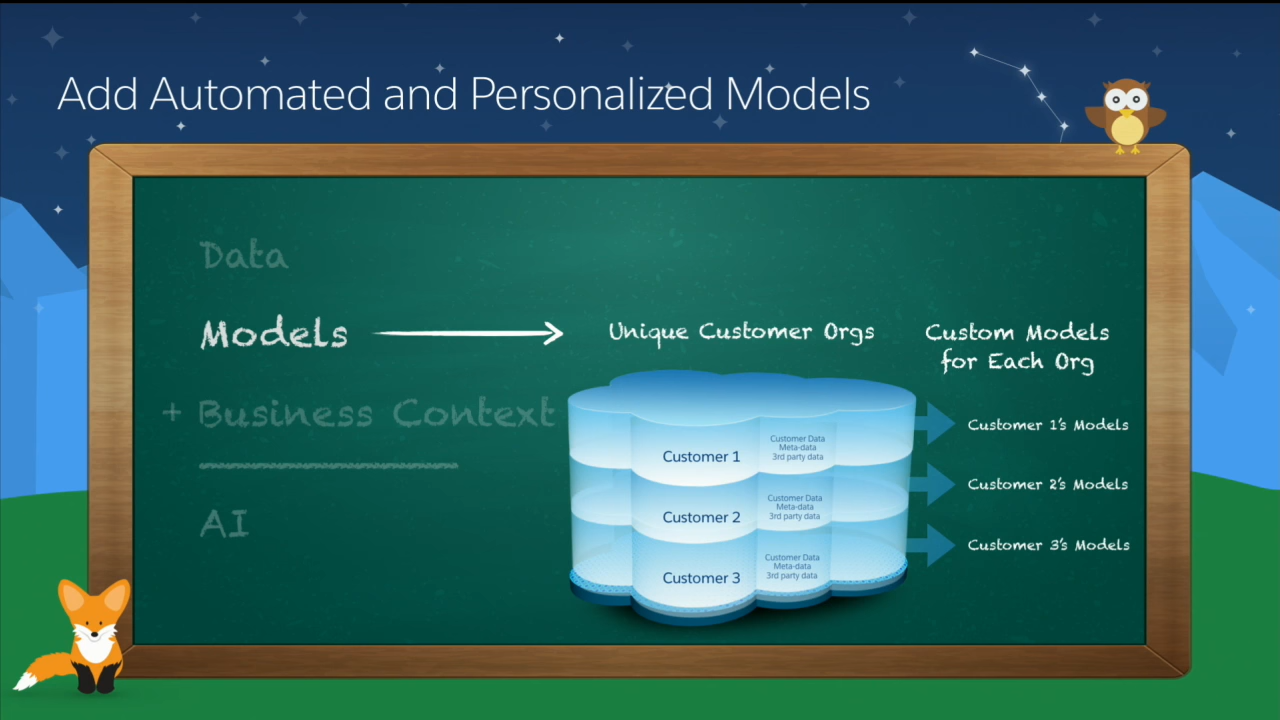 Add Automated and Personalized Models
Data
Models
+ Business Context
AI
Unique Customer Orgs
Customer 1
Customer Data
Meta-data
3rd party data
Customer 2
Customer Data
Meta-data
3rd party data
Customer 3
Customer Data
Meta-data
3rd party data
Custom Models
for Each Org
Customer 1's Models
Customer 2's Models
Customer 3's Models